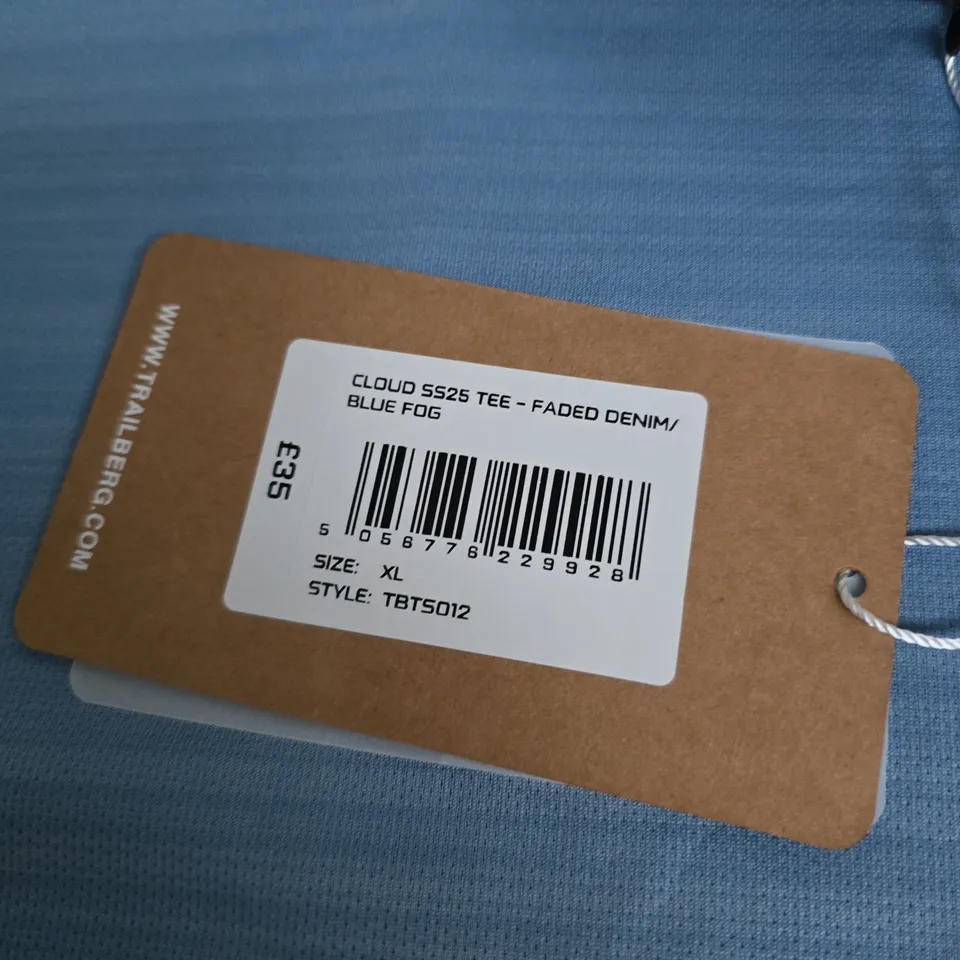 WWW.TRAILBERG.COM
CLOUD SS25 TEE - FADED DENIM/
BLUE FOG
£35
5 056776 229928
SIZE: XL
STYLE: TBTS012